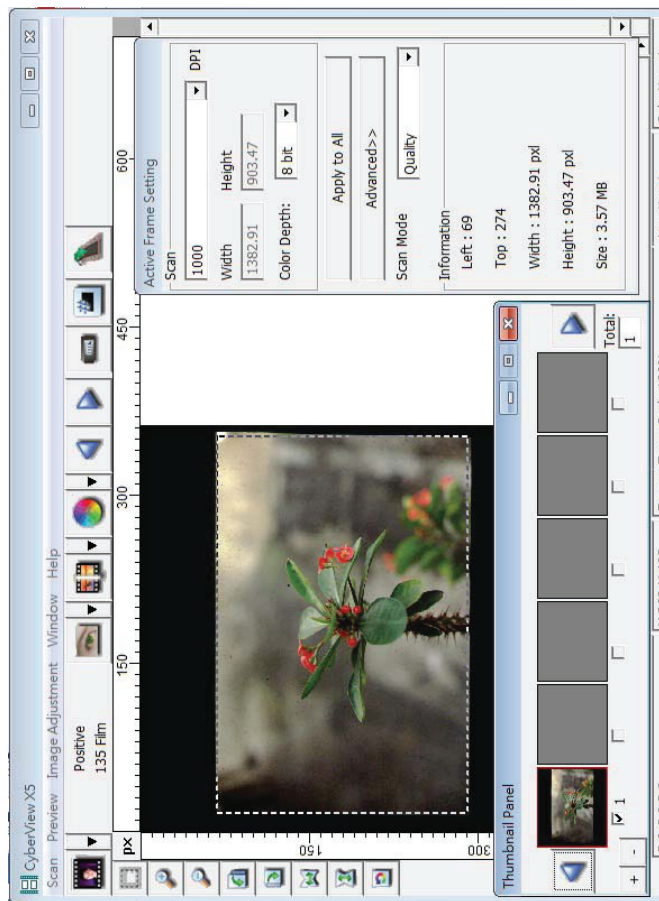 CyberView X5
Scan Preview Image Adjustment Window Help
Positive
135 Film
px
150
300
450
600
150
300
Active Frame Setting
Scan
1000
DPI
Width
Height
1382.91
903.47
Color Depth:
8 bit
Apply to All
Advanced>>
Scan Mode
Quality
Information
Left : 69
Top : 274
Width : 1382.91 pxl
Height : 903.47 pxl
Size : 3.57 MB
Thumbnail Panel
1
Total:
1
+
-